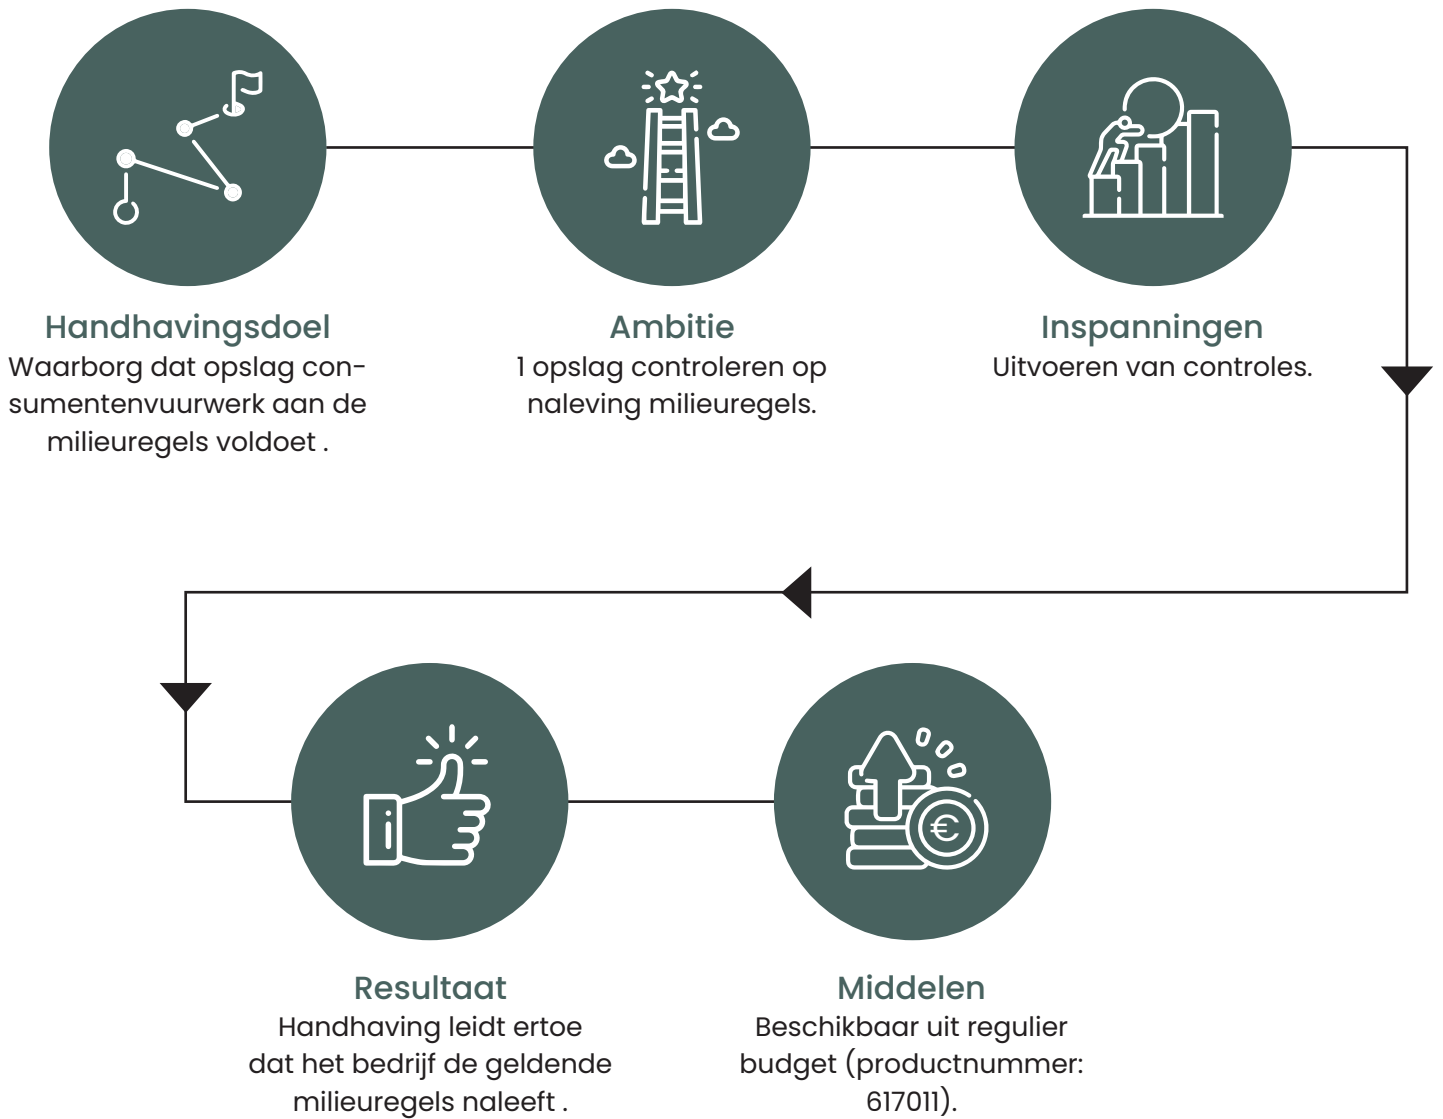 Handhavingsdoel
Waarborg dat opslag con-
sumentenvuurwerk aan de
milieuregels voldoet .
Ambitie
1 opslag controleren op
naleving milieuregels.
Inspanningen
Uitvoeren van controles.
Resultaat
Handhaving leidt ertoe
dat het bedrijf de geldende
milieuregels naleeft .
Middelen
Beschikbaar uit regulier
budget (productnummer:
617011).
€